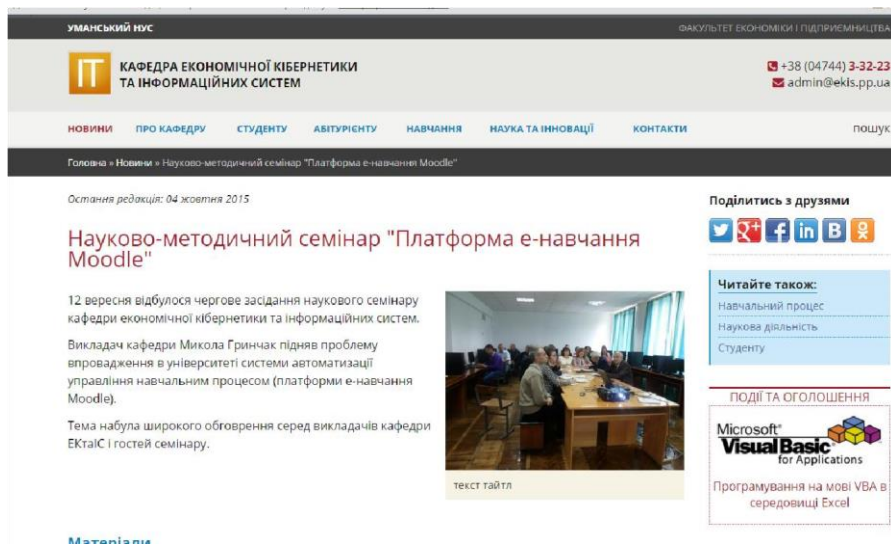 УМАНСЬКИЙ НУС
ФАКУЛЬТЕТ ЕКОНОМІКИ І ПІДПРИЄМНИЦТВА
IT
КАФЕДРА ЕКОНОМІЧНОЇ КІБЕРНЕТИКИ
ТА ІНФОРМАЦІЙНИХ СИСТЕМ
+38 (04744) 3-32-23
admin@ekis.pp.ua
НОВИНИ ПРО КАФЕДРУ СТУДЕНТУ АБІТУРІЄНТУ НАВЧАННЯ НАУКА ТА ІННОВАЦІЇ КОНТАКТИ пошук
Головна » Новини » Науково-методичний семінар "Платформа е-навчання Moodle"
Остання редакція: 04 жовтня 2015
Науково-методичний семінар "Платформа е-навчання
Moodle"
12 вересня відбулося чергове засідання наукового семінару
кафедри економічної кібернетики та інформаційних систем.
Викладач кафедри Микола Гринчак підняв проблему
впровадження в університеті системи автоматизації
управління навчальним процесом (платформи е-навчання
Moodle).
Тема набула широкого обговрення серед викладачів кафедри
ЕКтаІС і гостей семінару.
текст тайтл
Матеріали
Поділитись з друзями
Читайте також:
Навчальний процес
Наукова діяльність
Студенту
ПОДІЇ ТА ОГОЛОШЕННЯ
Microsoft
Visual Basic
for Applications
Програмування на мові VBA в
середовищі Excel